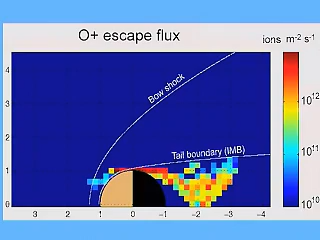 O+ escape flux
ions m⁻² s⁻¹
Bow shock
Tail boundary (IMB)
4
3
2
1
0
10¹²
10¹¹
10¹⁰
3 2 1 0 -1 -2 -3 -4